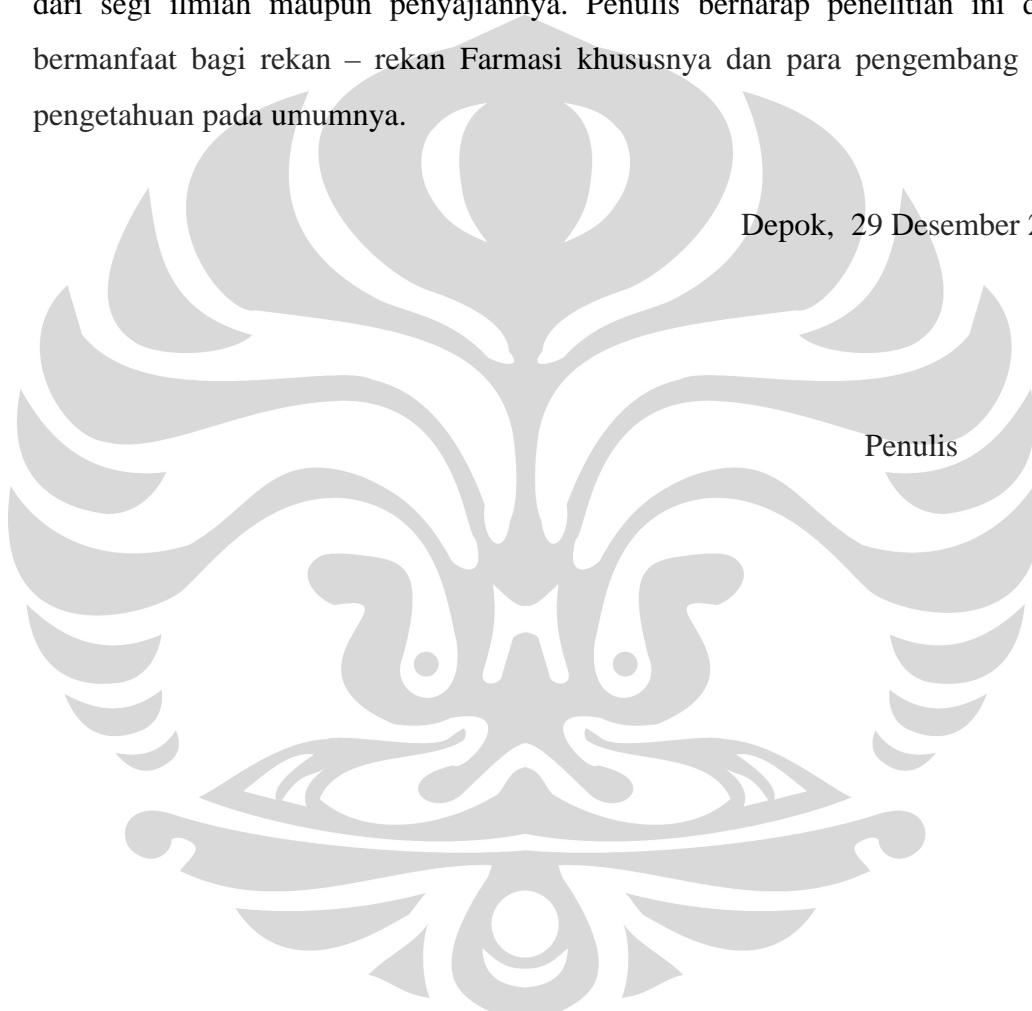 dari segi ilmiah maupun penyajiannya. Penulis berharap penelitian ini
bermanfaat bagi rekan – rekan Farmasi khususnya dan para pengembang
pengetahuan pada umumnya.
Depok, 29 Desember
Penulis